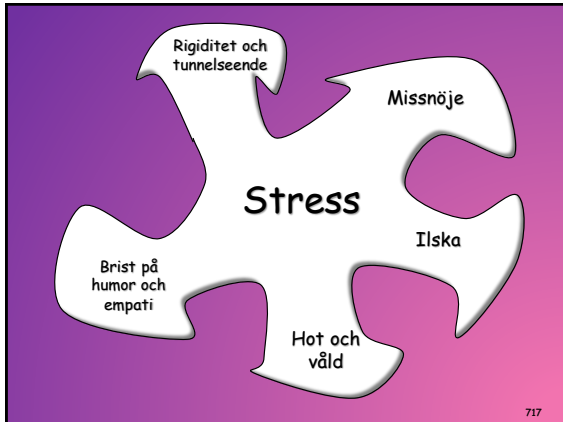 Rigiditet och
tunnelseende
Missnöje
Stress
Ilska
Brist på
humor och
empati
Hot och
våld
717